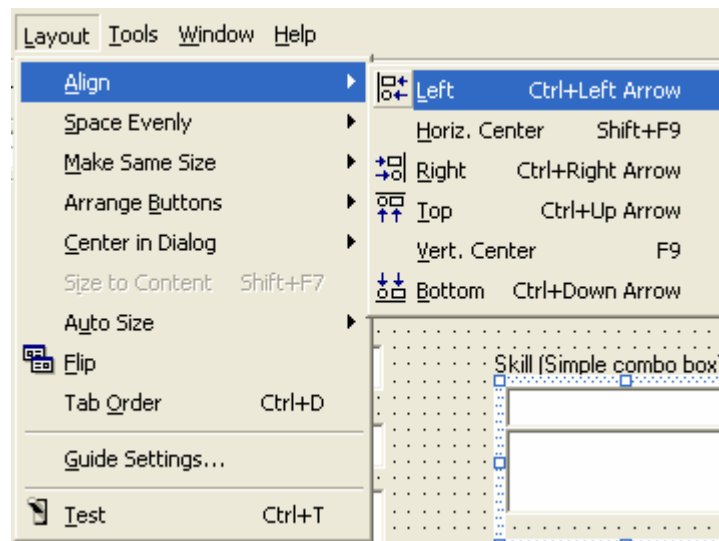 Layout Tools Window Help
Align
Left Ctrl+Left Arrow
Space Evenly
Horiz. Center Shift+F9
Make Same Size
Right Ctrl+Right Arrow
Arrange Buttons
Top Ctrl+Up Arrow
Center in Dialog
Vert. Center F9
Size to Content Shift+F7
Bottom Ctrl+Down Arrow
Auto Size
Flip
Skill (Simple combo box)
Tab Order Ctrl+D
Guide Settings...
Test Ctrl+T